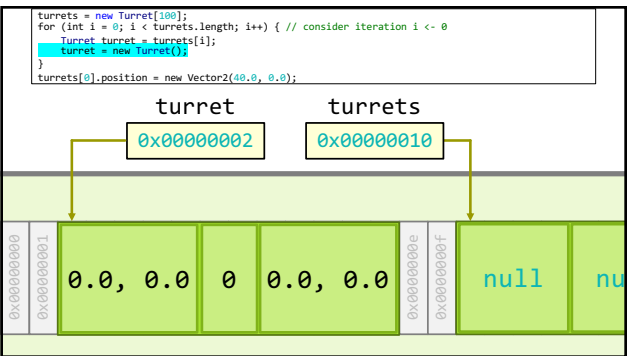 turrets = new Turret[100];
for (int i = 0; i < turrets.length; i++) { // consider iteration i <- 0
Turret turret = turrets[i];
turret = new Turret();
}
turrets[0].position = new Vector2(40.0, 0.0);
turret turrets
0x00000002 0x00000010
0x00000000
0x00000001
0.0, 0.0 0 0.0, 0.0
0x0000000e
0x0000000f
null nu